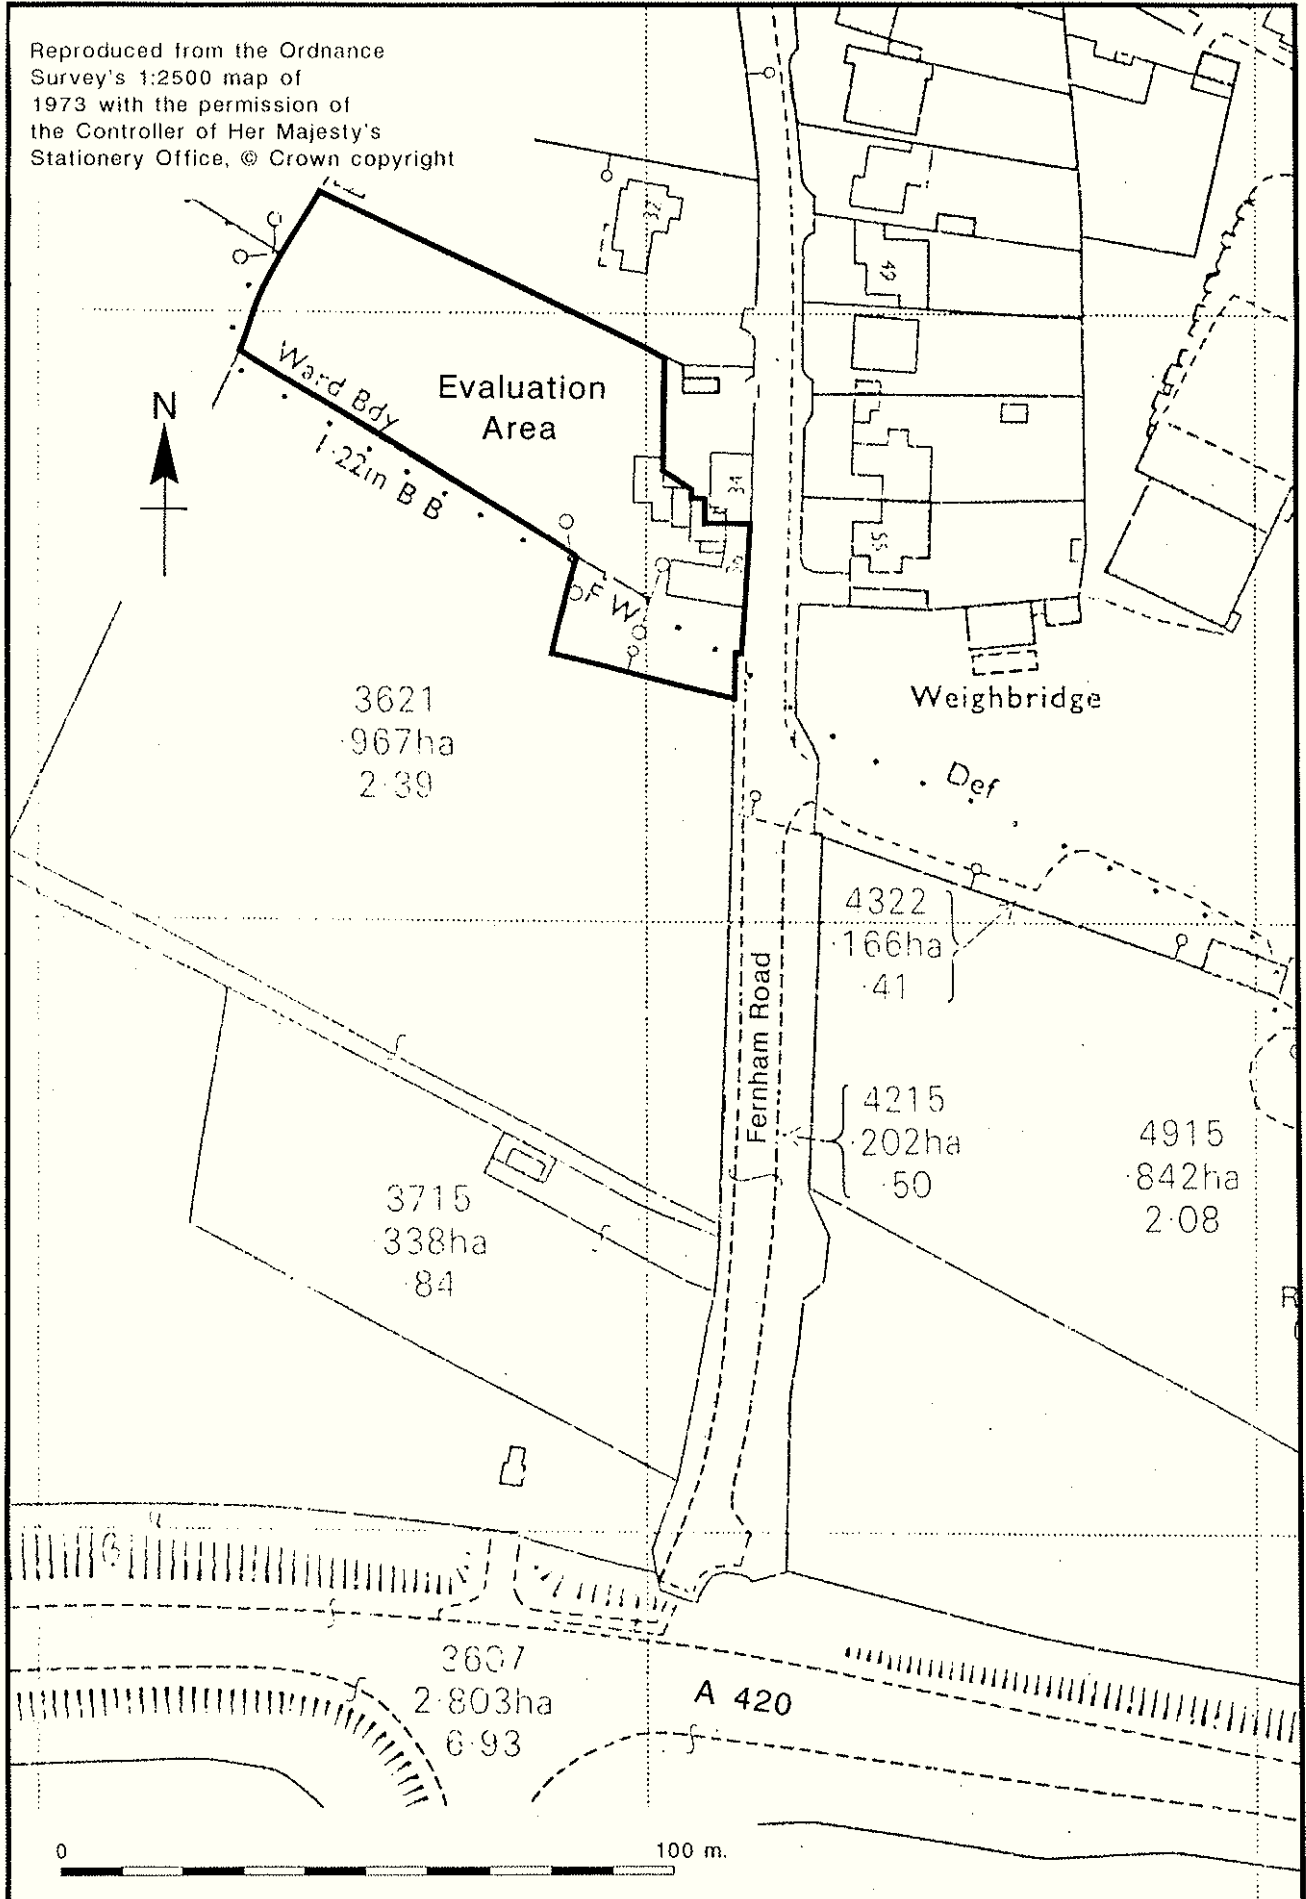 Reproduced from the Ordnance
Survey's 1:2500 map of
1973 with the permission of
the Controller of Her Majesty's
Stationery Office, © Crown copyright
32
49
N
Ward Bdy
Evaluation
Area
1·22m B B
34
55
F W
3621
·967ha
2·39
Weighbridge
Def
4322
·166ha
·41
Fernham Road
4215
·202ha
·50
4915
·842ha
2·08
3715
·338ha
·84
R
2·803ha
6·93
A 420
0
100 m.